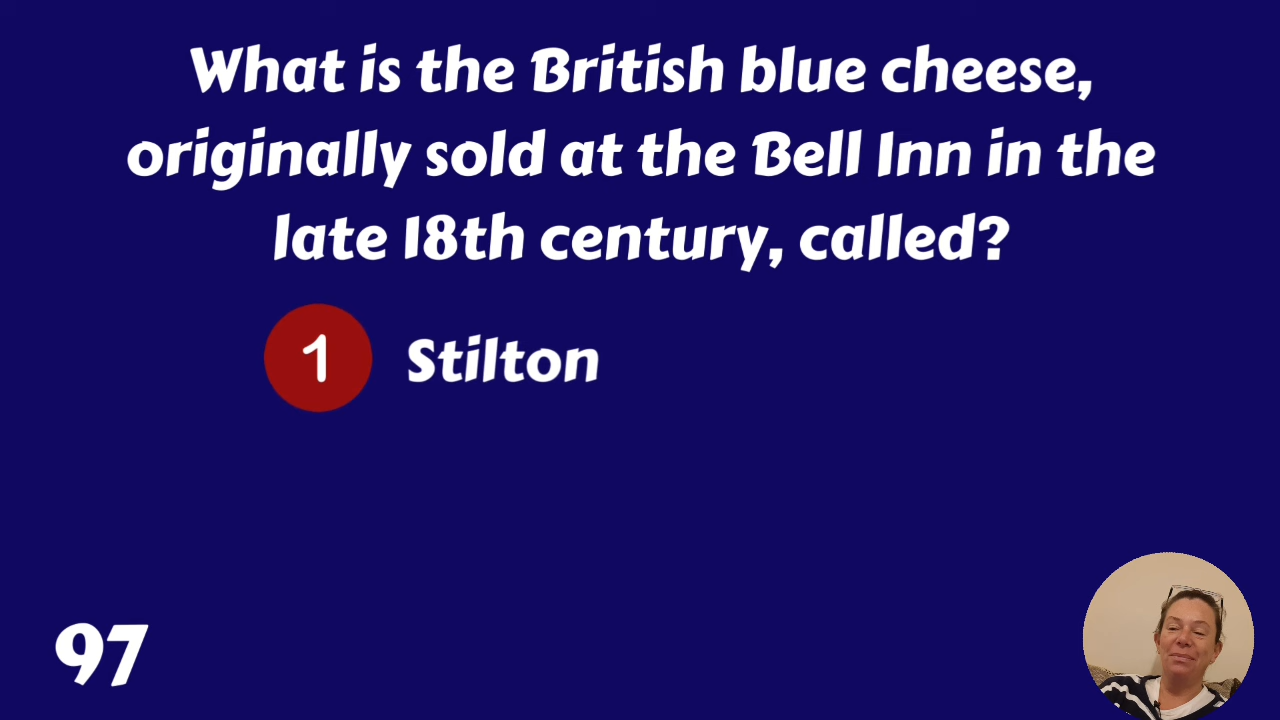 What is the British blue cheese,
originally sold at the Bell Inn in the
late 18th century, called?
1 Stilton
97